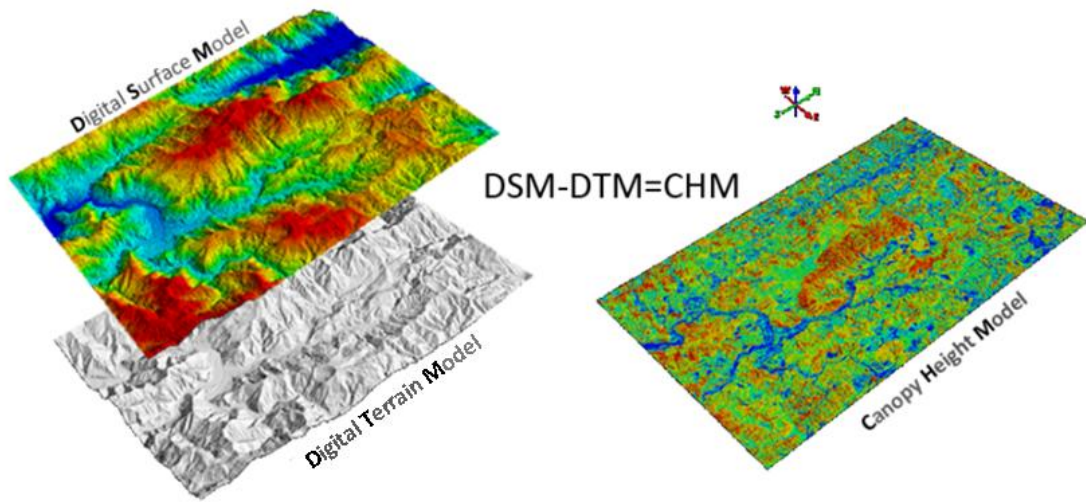 Digital Surface Model
DSM-DTM=CHM
Digital Terrain Model
Canopy Height Model